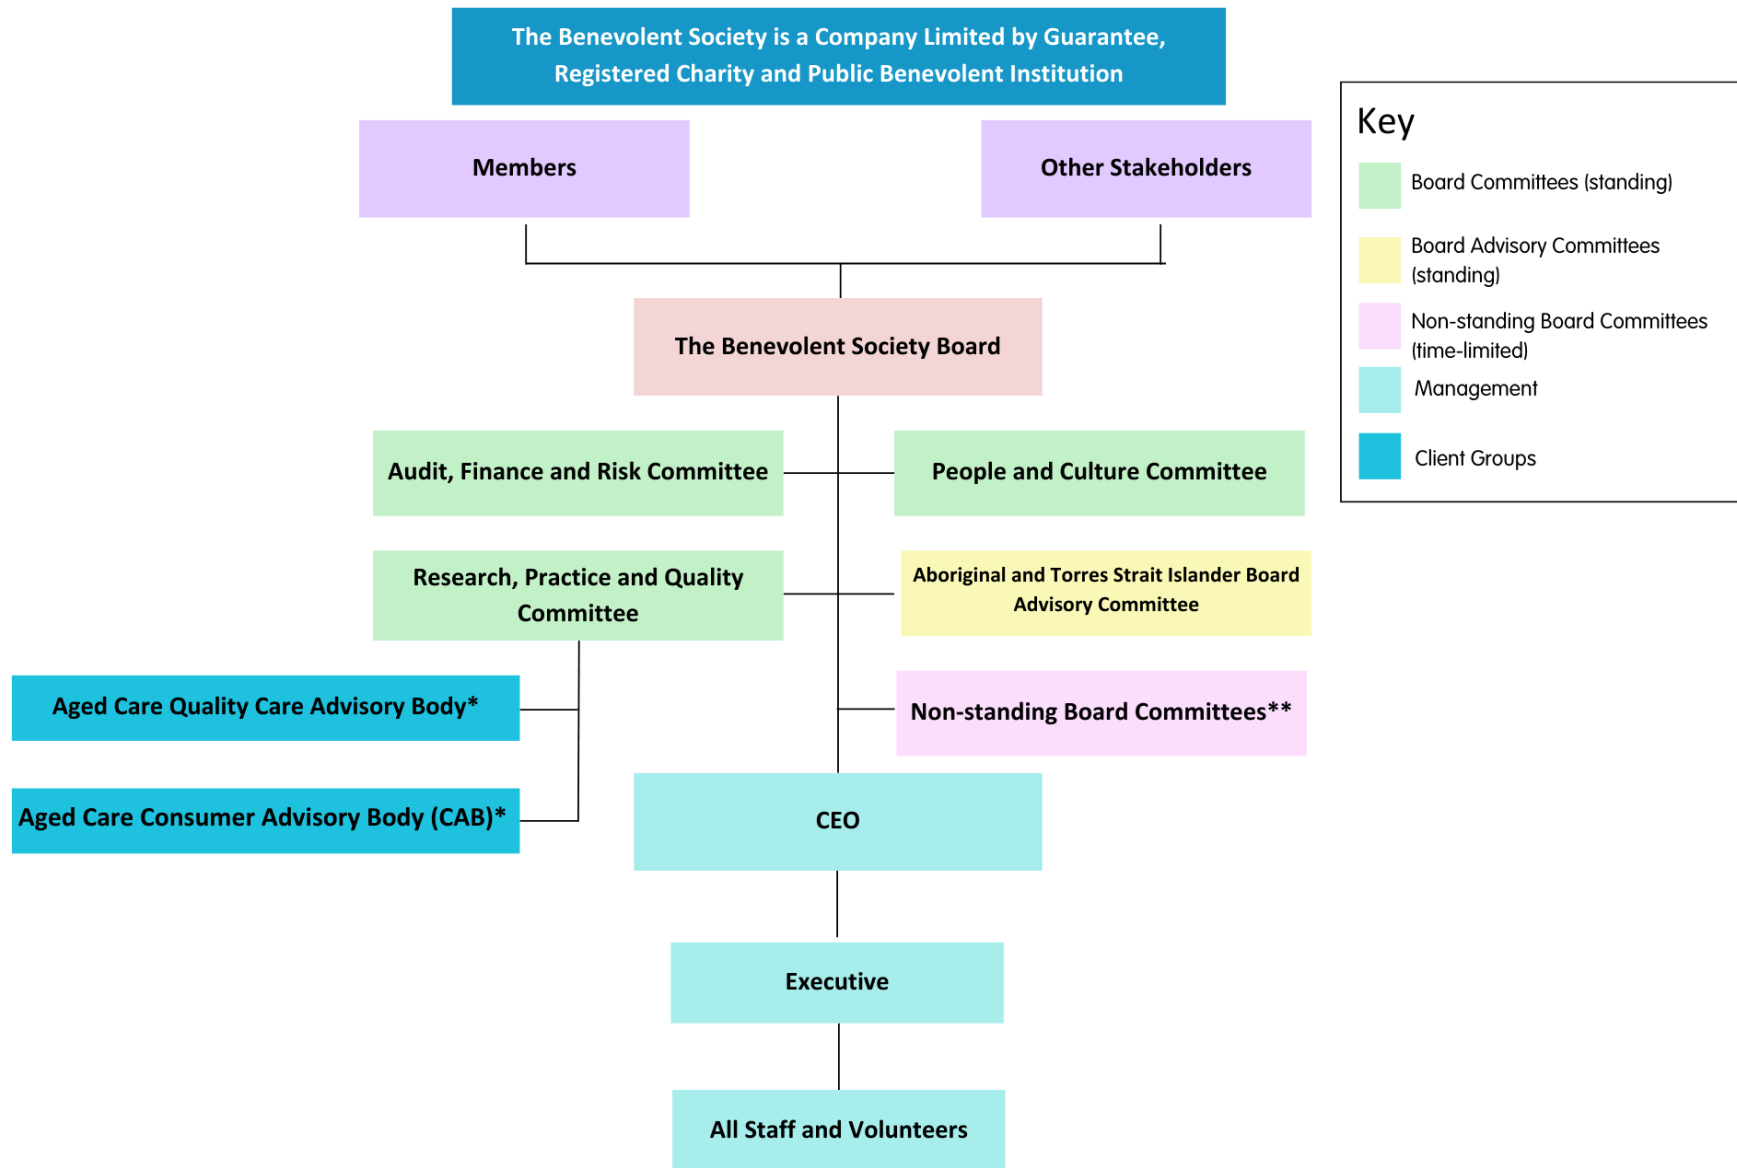 The Benevolent Society is a Company Limited by Guarantee,
Registered Charity and Public Benevolent Institution
Members
Other Stakeholders
The Benevolent Society Board
Audit, Finance and Risk Committee
People and Culture Committee
Research, Practice and Quality
Committee
Aboriginal and Torres Strait Islander Board
Advisory Committee
Aged Care Quality Care Advisory Body*
Non-standing Board Committees**
Aged Care Consumer Advisory Body (CAB)*
CEO
Executive
All Staff and Volunteers
Key
Board Committees (standing)
Board Advisory Committees
(standing)
Non-standing Board Committees
(time-limited)
Management
Client Groups